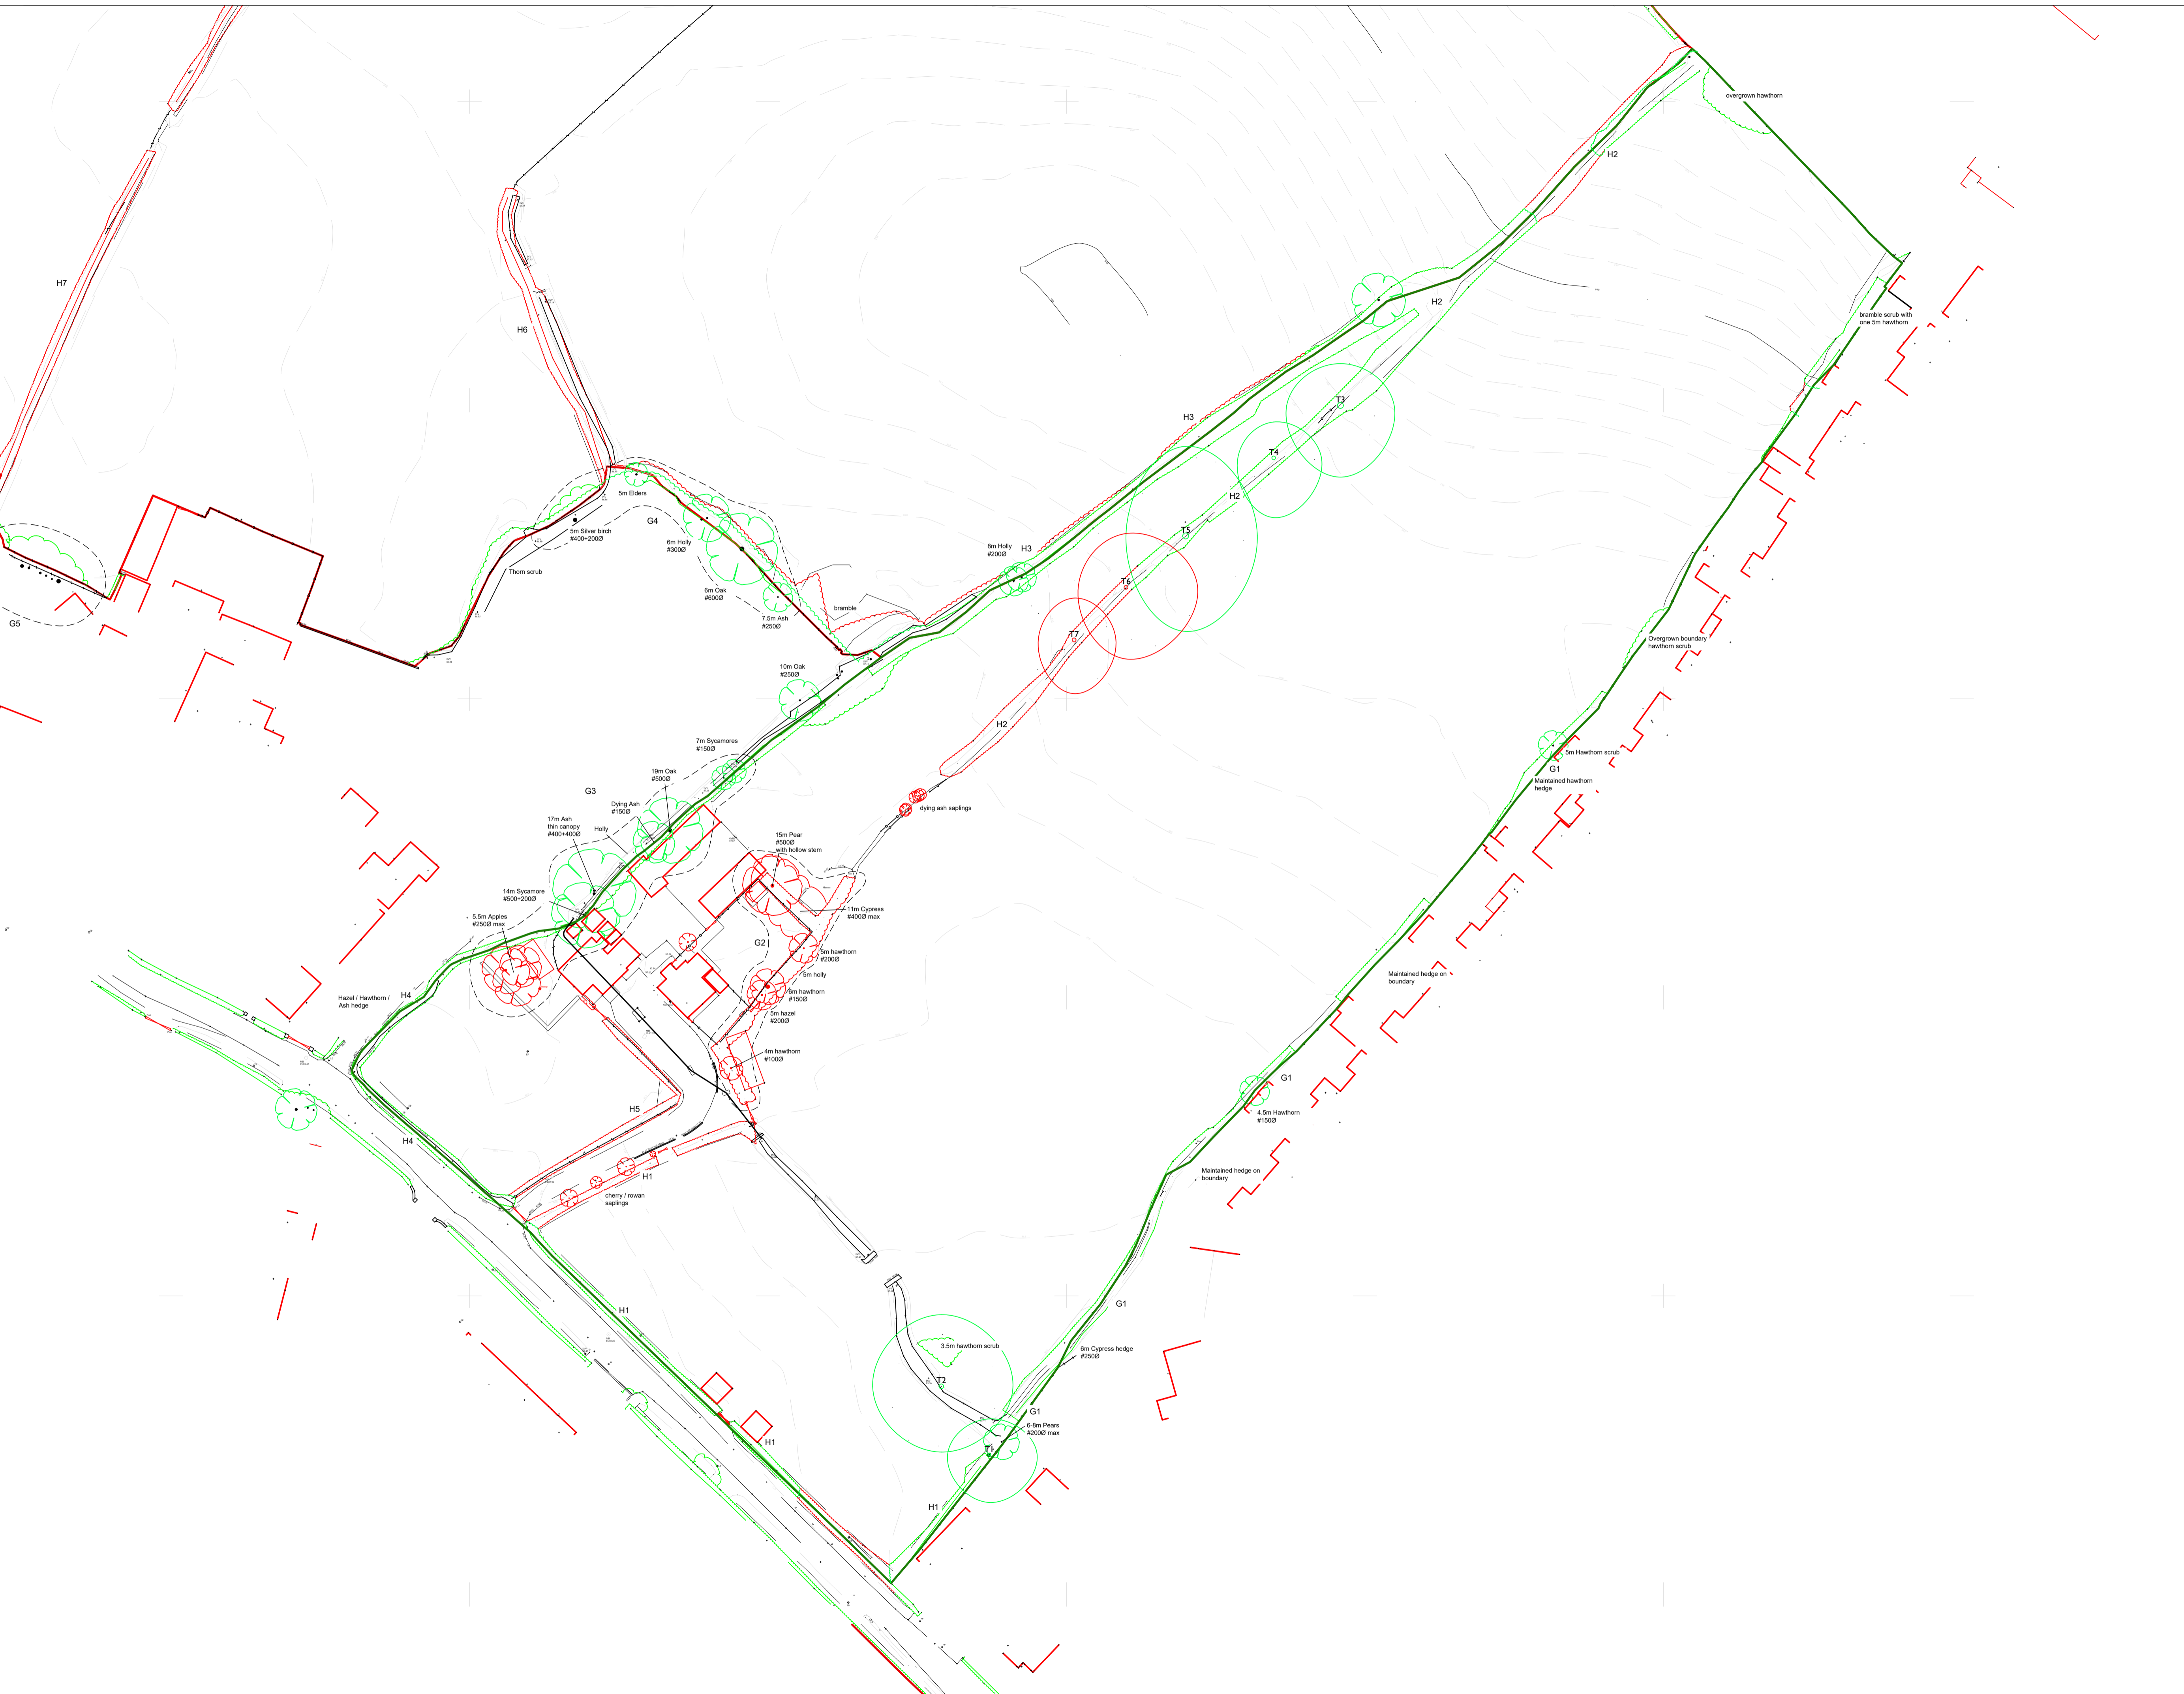 overgrown hawthorn
H2
H7
H2
bramble scrub with
one 5m hawthorn
H6
T3
H3
T4
5m Elders
H2
G4
5m Silver birch
#400+200Ø
T5
6m Holly
#300Ø
8m Holly
#200Ø
H3
Thorn scrub
T6
6m Oak
#600Ø
bramble
G5
7.5m Ash
#250Ø
T7
Overgrown boundary
hawthorn scrub
10m Oak
#250Ø
H2
7m Sycamores
#150Ø
5m Hawthorn scrub
G1
19m Oak
#500Ø
Maintained hawthorn
hedge
G3
Dying Ash
#150Ø
dying ash saplings
17m Ash
thin canopy
#400+400Ø
Holly
15m Pear
#500Ø
with hollow stem
14m Sycamore
#500+200Ø
11m Cypress
#400Ø max
5.5m Apples
#250Ø max
G2
5m hawthorn
#200Ø
5m holly
Maintained hedge on
boundary
Hazel / Hawthorn /
Ash hedge
H4
6m hawthorn
#150Ø
5m hazel
#200Ø
4m hawthorn
#100Ø
G1
H5
4.5m Hawthorn
#150Ø
H4
H1
Maintained hedge on
boundary
cherry / rowan
saplings
H1
G1
3.5m hawthorn scrub
6m Cypress hedge
#250Ø
T2
G1
6-8m Pears
#200Ø max
H1
T1
H1